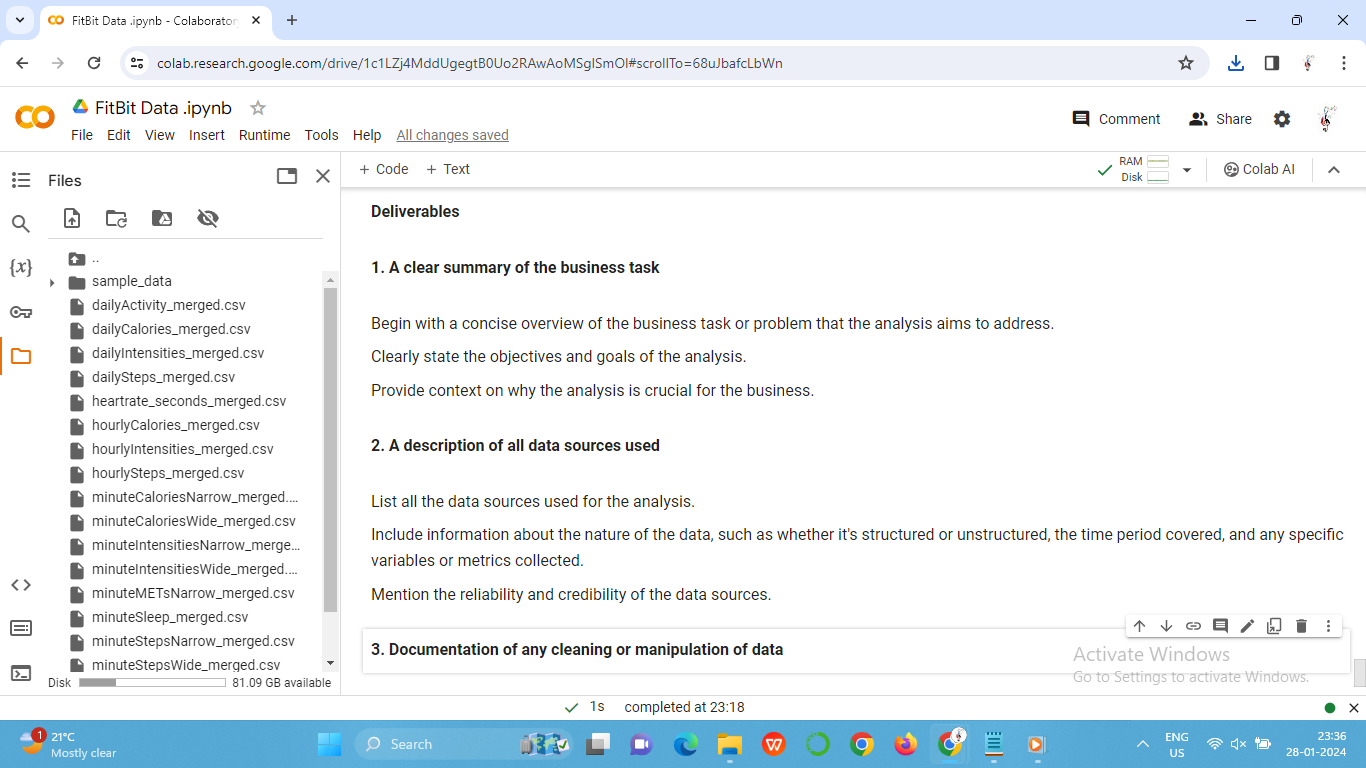 FitBit Data .ipynb - Colaborator
colab.research.google.com/drive/1c1LZj4MddUgegtB0Uo2RAwAoMSglSmOl#scrollTo=68uJbafcLbWn
FitBit Data .ipynb
File Edit View Insert Runtime Tools Help All changes saved
Comment Share
Files
+ Code + Text
RAM
Disk
Colab AI
..
sample_data
dailyActivity_merged.csv
dailyCalories_merged.csv
dailyIntensities_merged.csv
dailySteps_merged.csv
heartrate_seconds_merged.csv
hourlyCalories_merged.csv
hourlyIntensities_merged.csv
hourlySteps_merged.csv
minuteCaloriesNarrow_merged....
minuteCaloriesWide_merged.csv
minuteIntensitiesNarrow_merge...
minuteIntensitiesWide_merged....
minuteMETsNarrow_merged.csv
minuteSleep_merged.csv
minuteStepsNarrow_merged.csv
minuteStepsWide_merged.csv
Disk 81.09 GB available
Deliverables
1. A clear summary of the business task
Begin with a concise overview of the business task or problem that the analysis aims to address.
Clearly state the objectives and goals of the analysis.
Provide context on why the analysis is crucial for the business.
2. A description of all data sources used
List all the data sources used for the analysis.
Include information about the nature of the data, such as whether it's structured or unstructured, the time period covered, and any specific
variables or metrics collected.
Mention the reliability and credibility of the data sources.
3. Documentation of any cleaning or manipulation of data
Activate Windows
Go to Settings to activate Windows.
1s completed at 23:18
1
21°C
Mostly clear
Search
ENG
US
23:36
28-01-2024